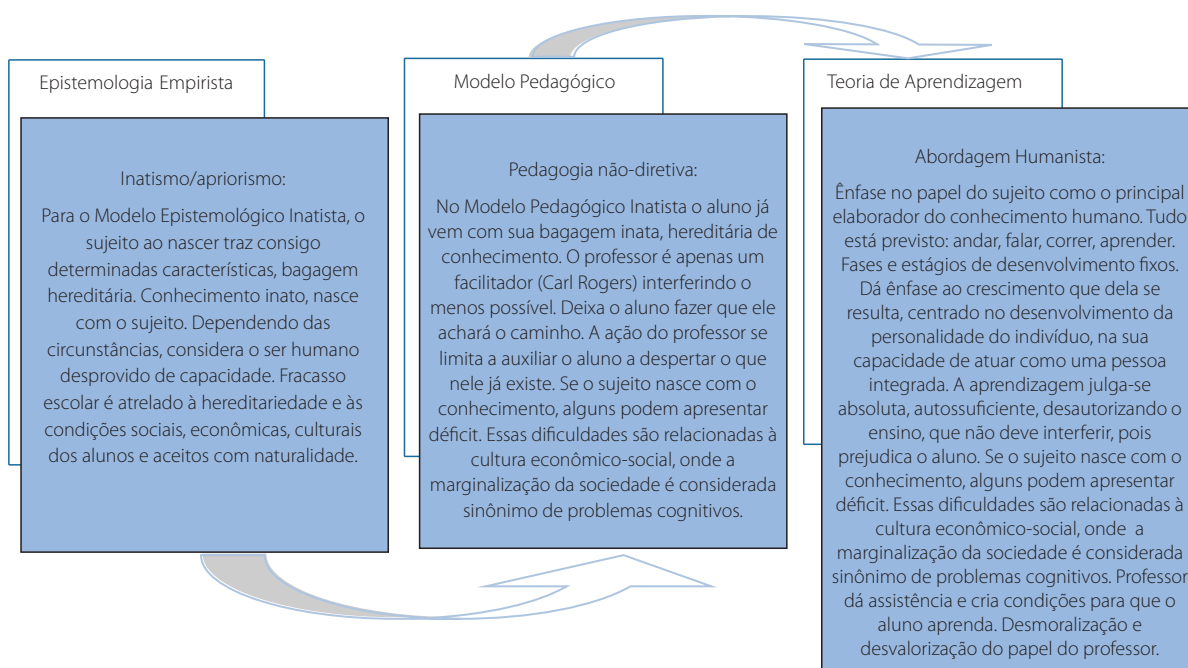 Epistemologia Empirista
Inatismo/apriorismo:
Para o Modelo Epistemológico Inatista, o
sujeito ao nascer traz consigo
determinadas características, bagagem
hereditária. Conhecimento inato, nasce
com o sujeito. Dependendo das
circunstâncias, considera o ser humano
desprovido de capacidade. Fracasso
escolar é atrelado à hereditariedade e às
condições sociais, econômicas, culturais
dos alunos e aceitos com naturalidade.
Modelo Pedagógico
Pedagogia não-diretiva:
No Modelo Pedagógico Inatista o aluno já
vem com sua bagagem inata, hereditária de
conhecimento. O professor é apenas um
facilitador (Carl Rogers) interferindo o
menos possível. Deixa o aluno fazer que ele
achará o caminho. A ação do professor se
limita a auxiliar o aluno a despertar o que
nele já existe. Se o sujeito nasce com o
conhecimento, alguns podem apresentar
déficit. Essas dificuldades são relacionadas à
cultura econômico-social, onde a
marginalização da sociedade é considerada
sinônimo de problemas cognitivos.
Teoria de Aprendizagem
Abordagem Humanista:
Ênfase no papel do sujeito como o principal
elaborador do conhecimento humano. Tudo
está previsto: andar, falar, correr, aprender.
Fases e estágios de desenvolvimento fixos.
Dá ênfase ao crescimento que dela se
resulta, centrado no desenvolvimento da
personalidade do indivíduo, na sua
capacidade de atuar como uma pessoa
integrada. A aprendizagem julga-se
absoluta, autossuficiente, desautorizando o
ensino, que não deve interferir, pois
prejudica o aluno. Se o sujeito nasce com o
conhecimento, alguns podem apresentar
déficit. Essas dificuldades são relacionadas à
cultura econômico-social, onde a
marginalização da sociedade é considerada
sinônimo de problemas cognitivos. Professor
dá assistência e cria condições para que o
aluno aprenda. Desmoralização e
desvalorização do papel do professor.